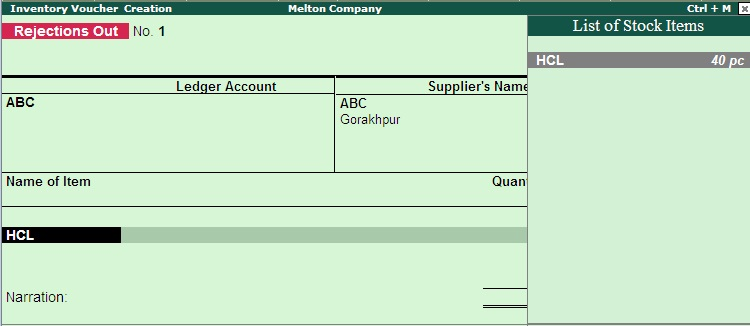 Inventory Voucher Creation Melton Company Ctrl + M
List of Stock Items
Rejections Out No. 1
HCL 40 pc
Ledger Account Supplier's Name
ABC ABC
Gorakhpur
Name of Item Quan
HCL
Narration: